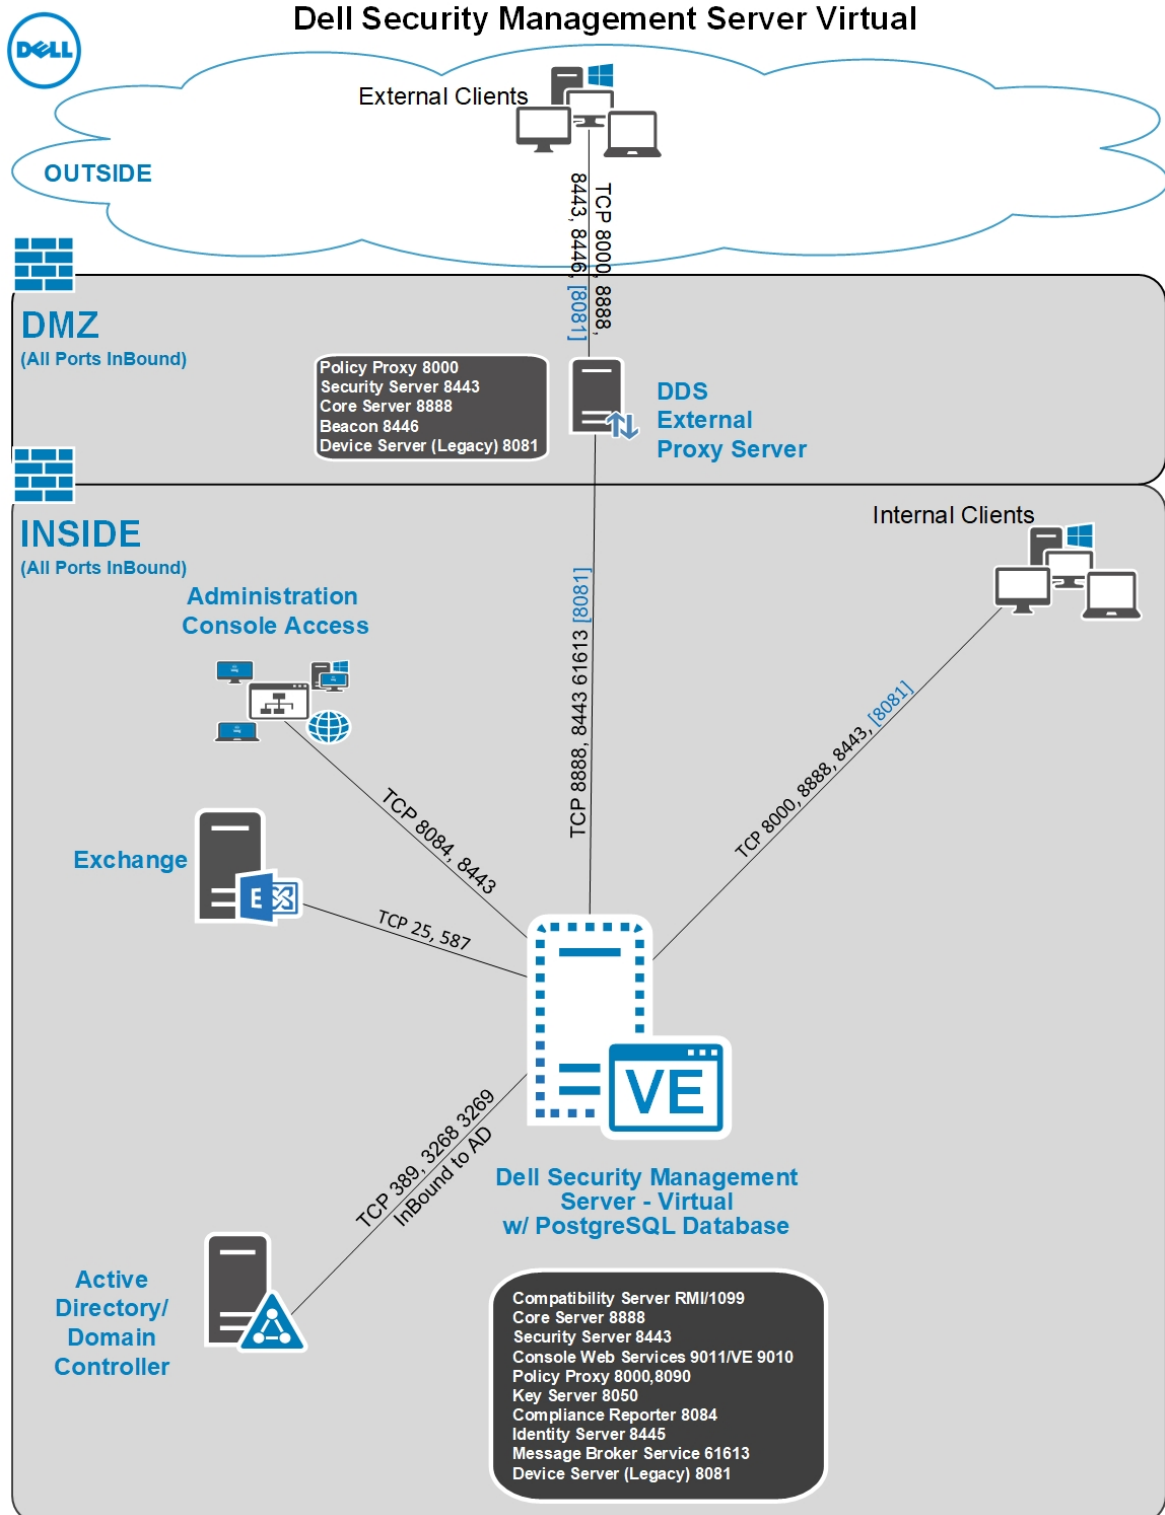 Dell Security Management Server Virtual
DELL
External Clients
OUTSIDE
TCP 8000, 8888,
8443, 8446, [8081]
DMZ
(All Ports InBound)
Policy Proxy 8000
Security Server 8443
Core Server 8888
Beacon 8446
Device Server (Legacy) 8081
DDS
External
Proxy Server
INSIDE
(All Ports InBound)
Internal Clients
Administration
Console Access
TCP 8888, 8443 61613 [8081]
TCP 8000, 8888, 8443, [8081]
TCP 8084, 8443
Exchange
E
TCP 25, 587
VE
TCP 389, 3268 3269
InBound to AD
Dell Security Management
Server - Virtual
w/ PostgreSQL Database
Active
Directory/
Domain
Controller
Compatibility Server RMI/1099
Core Server 8888
Security Server 8443
Console Web Services 9011/VE 9010
Policy Proxy 8000,8090
Key Server 8050
Compliance Reporter 8084
Identity Server 8445
Message Broker Service 61613
Device Server (Legacy) 8081